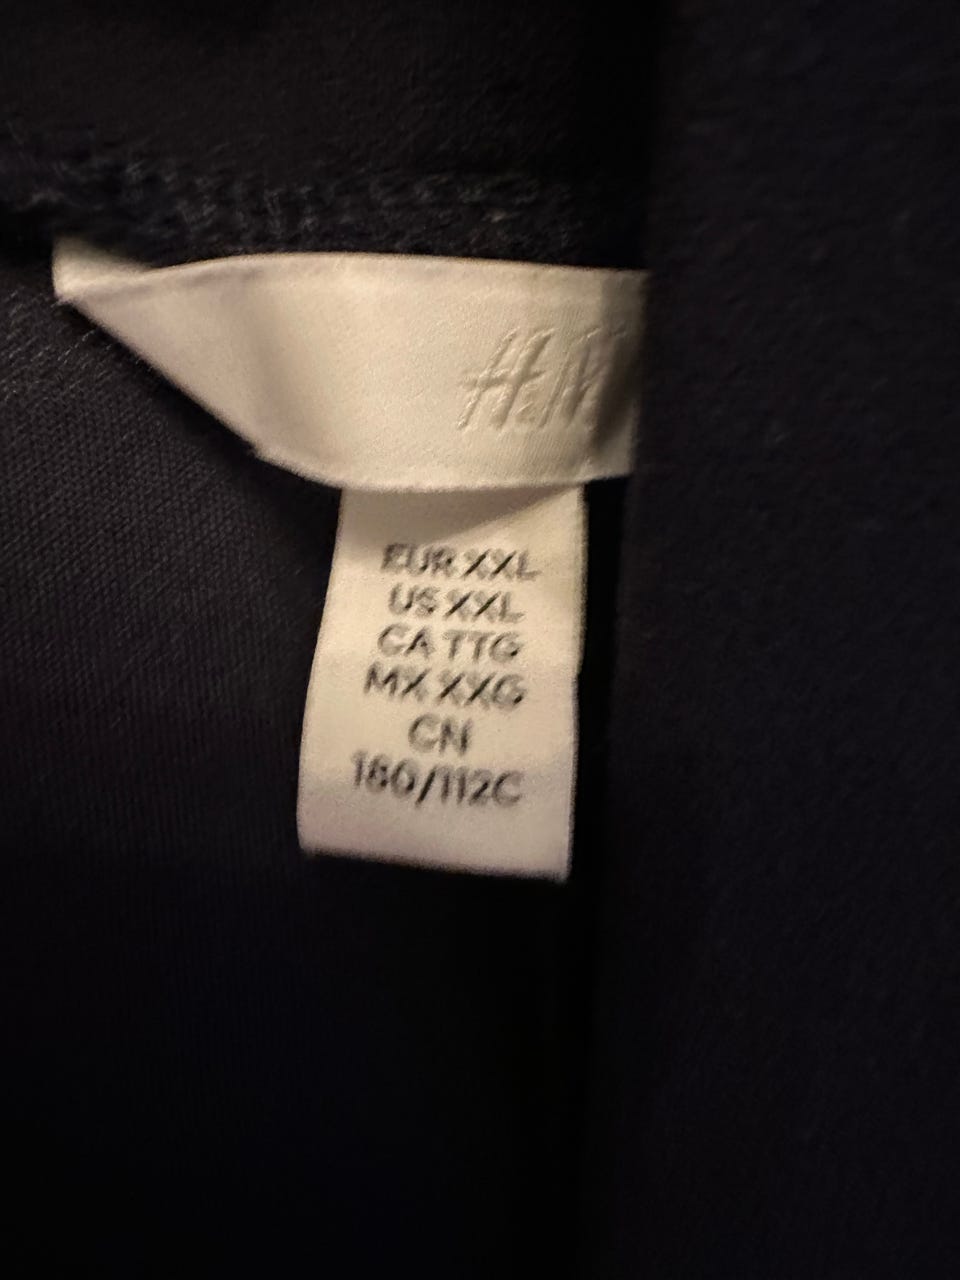 H&M
EUR XXL
US XXL
CA TTG
MX XXG
CN
180/112C